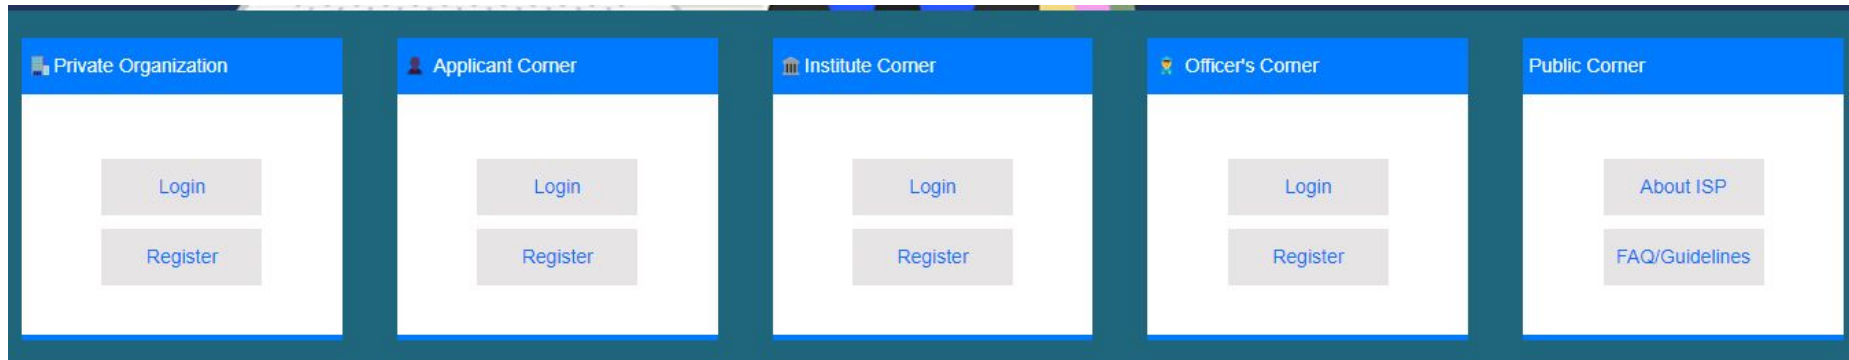 Private Organization
Login
Register
Applicant Corner
Login
Register
Institute Corner
Login
Register
Officer's Corner
Login
Register
Public Corner
About ISP
FAQ/Guidelines